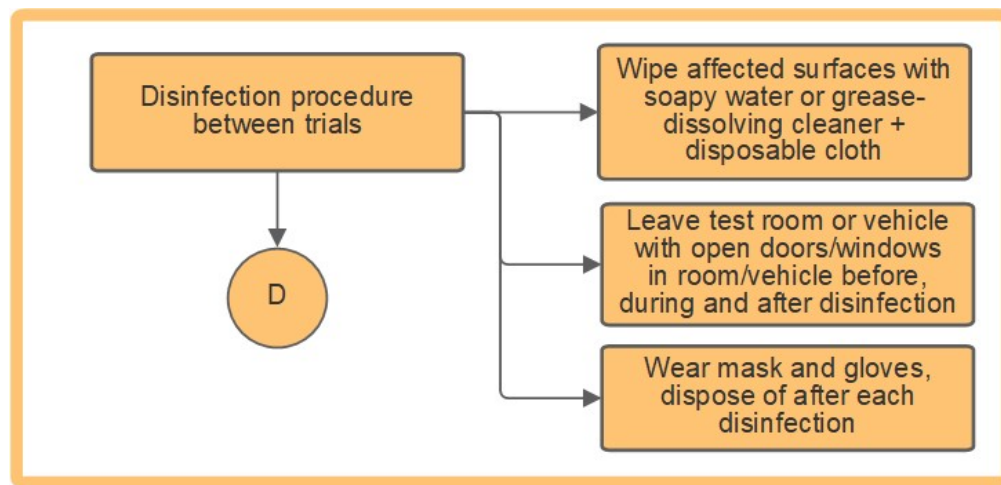 Disinfection procedure
between trials
D
Wipe affected surfaces with
soapy water or grease-
dissolving cleaner +
disposable cloth
Leave test room or vehicle
with open doors/windows
in room/vehicle before,
during and after disinfection
Wear mask and gloves,
dispose of after each
disinfection